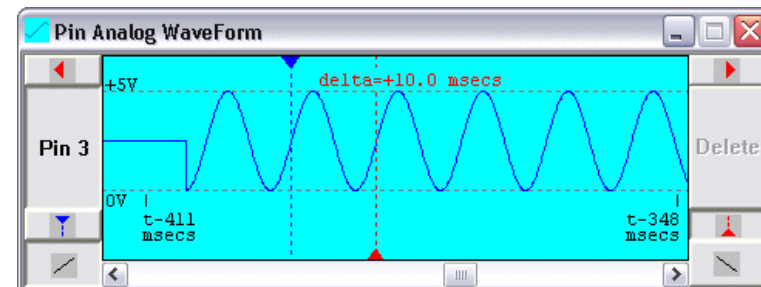 Pin Analog WaveForm
+5V
delta=+10.0 msecs
Pin 3
Delete
0V
t-411
msecs
t-348
msecs